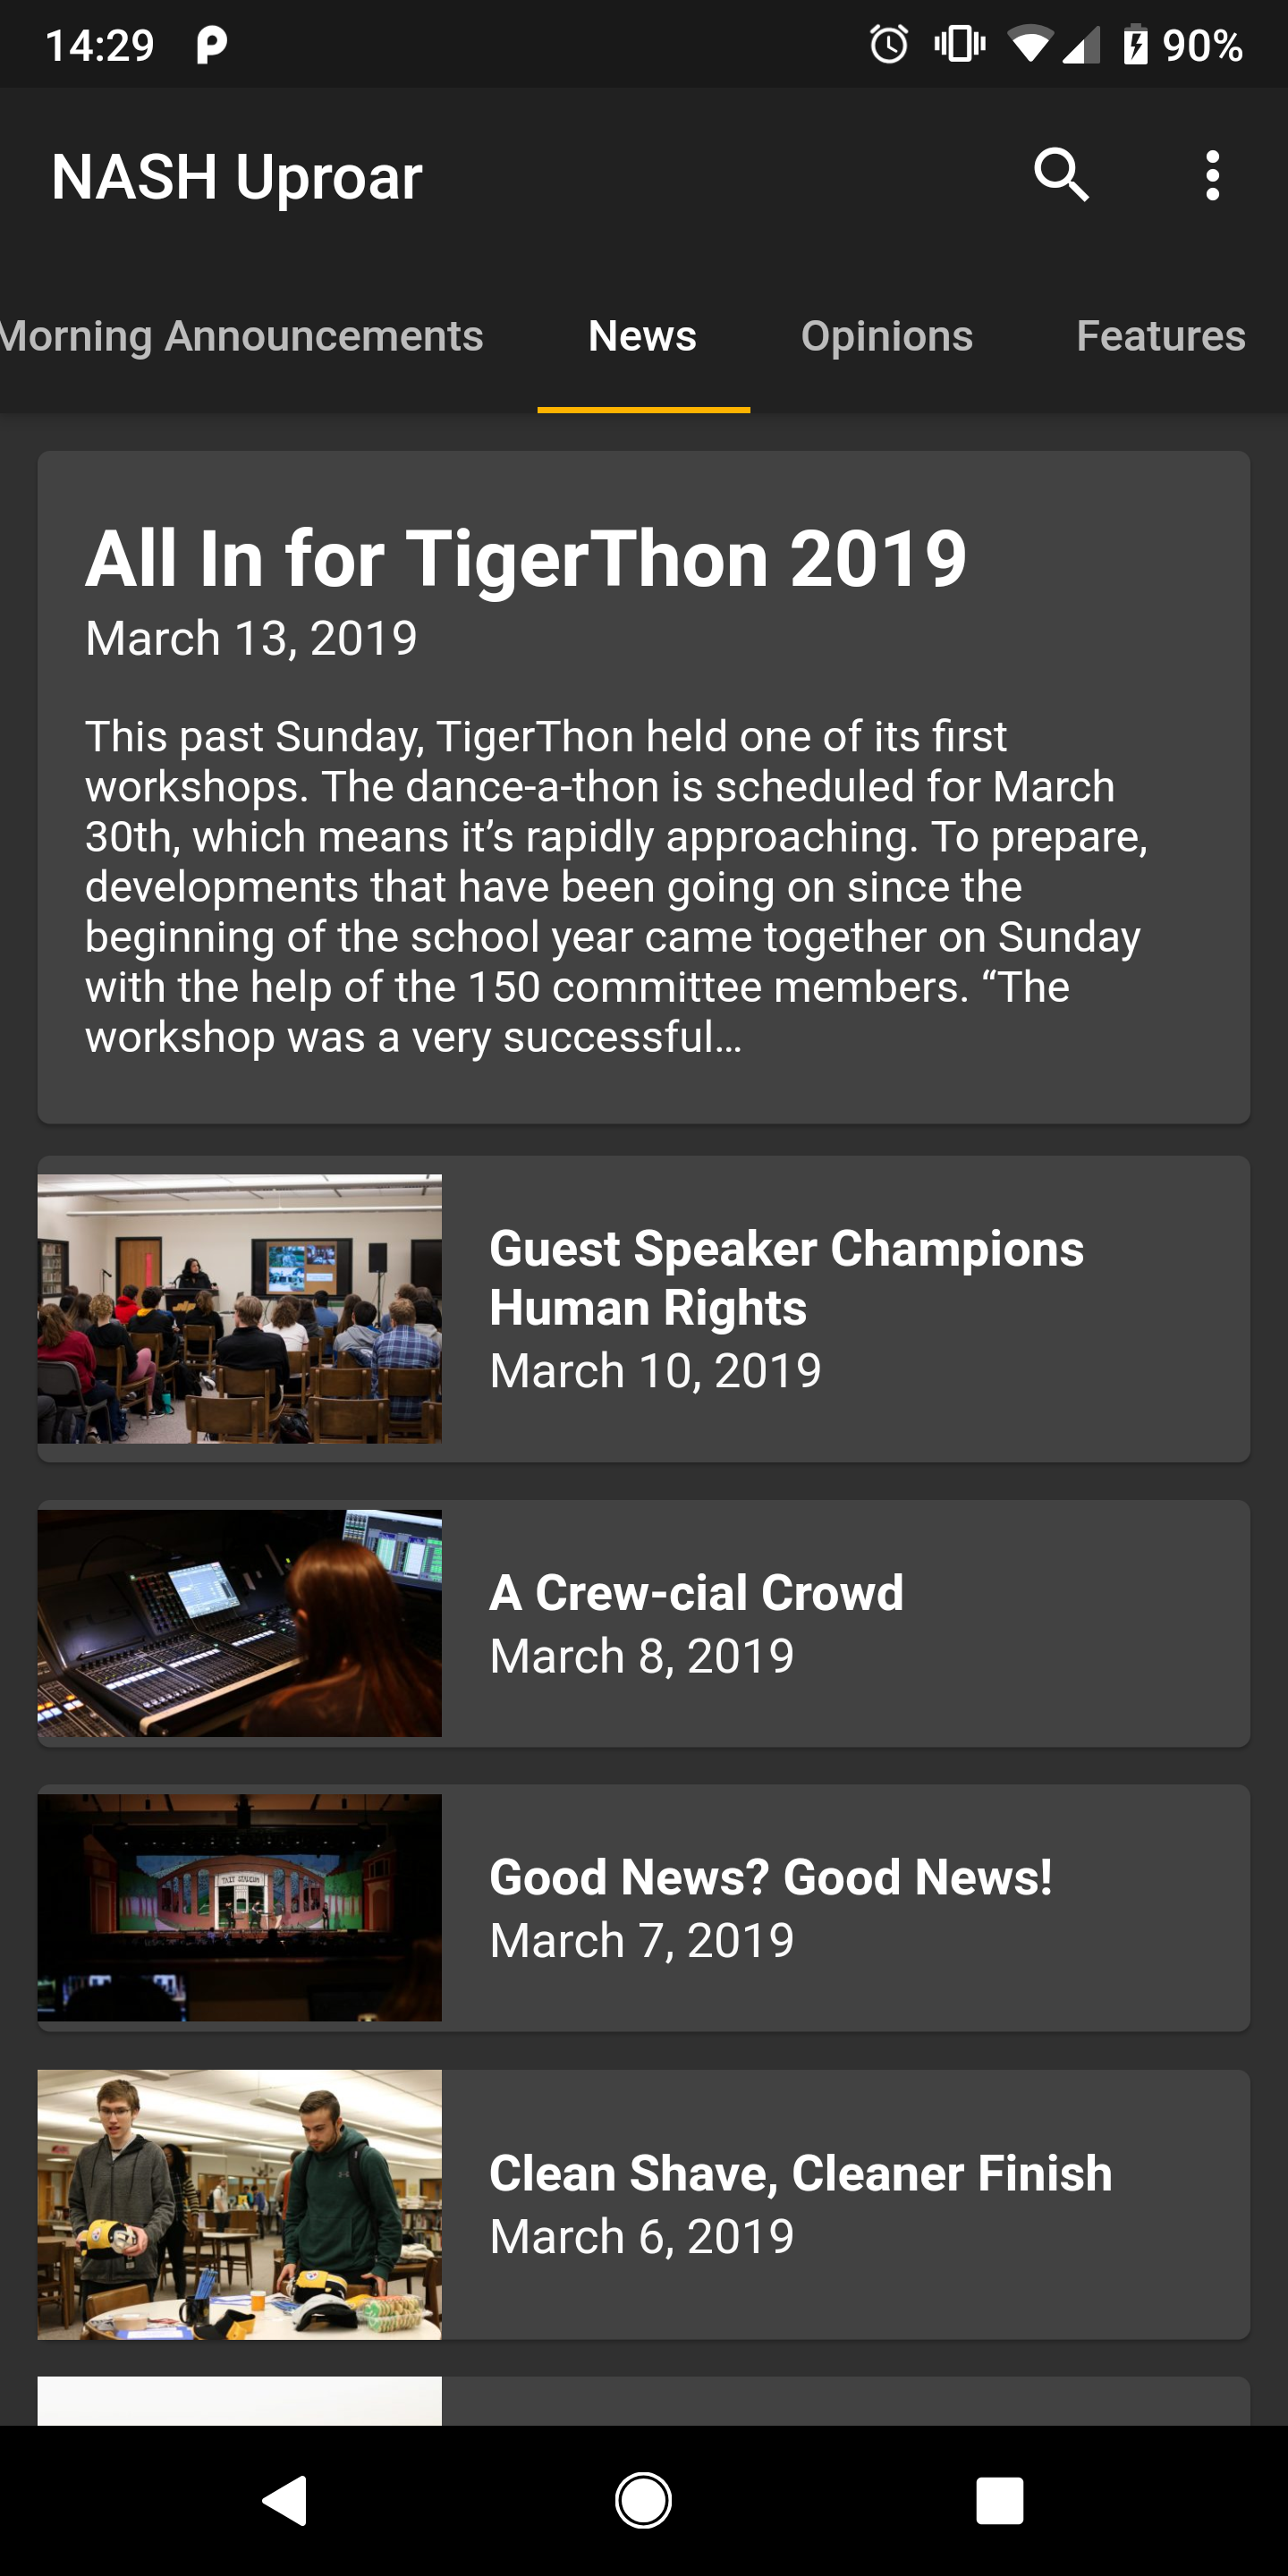 14:29
90%
NASH Uproar
Morning Announcements
News
Opinions
Features
All In for TigerThon 2019
March 13, 2019
This past Sunday, TigerThon held one of its first
workshops. The dance-a-thon is scheduled for March
30th, which means it’s rapidly approaching. To prepare,
developments that have been going on since the
beginning of the school year came together on Sunday
with the help of the 150 committee members. “The
workshop was a very successful...
Guest Speaker Champions
Human Rights
March 10, 2019
A Crew-cial Crowd
March 8, 2019
TAIT STADIUM
Good News? Good News!
March 7, 2019
Clean Shave, Cleaner Finish
March 6, 2019